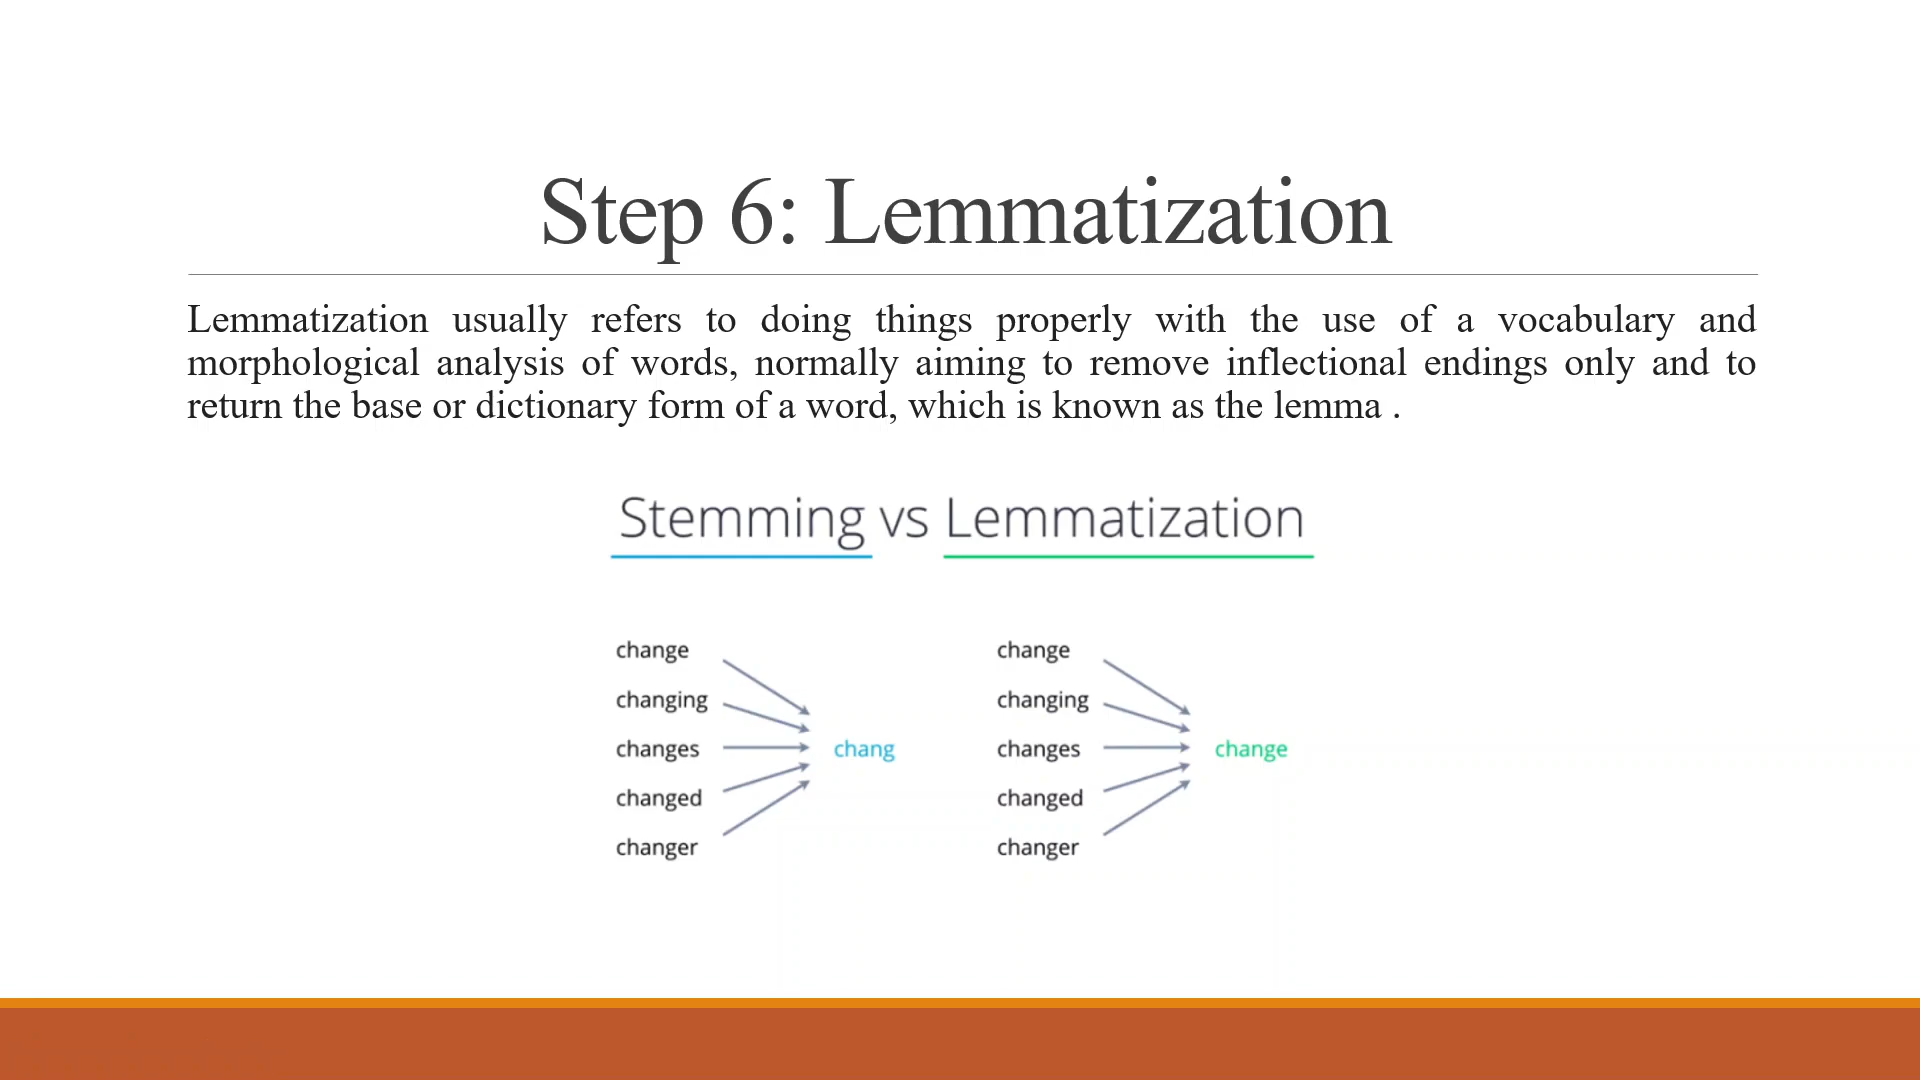 Step 6: Lemmatization
Lemmatization usually refers to doing things properly with the use of a vocabulary and
morphological analysis of words, normally aiming to remove inflectional endings only and to
return the base or dictionary form of a word, which is known as the lemma .
Stemming vs Lemmatization
change
changing
changes
changed
changer
chang
change
changing
changes
changed
changer
change